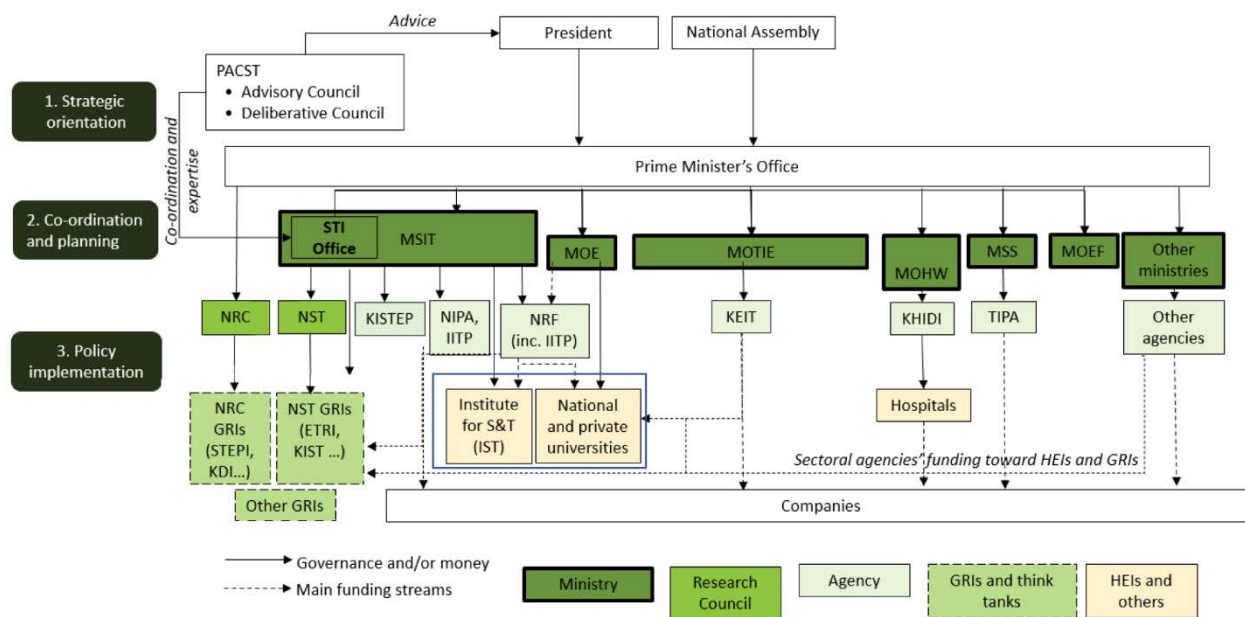 Advice
President
National Assembly
PACST
• Advisory Council
• Deliberative Council
1. Strategic
orientation
Co-ordination and
expertise
Prime Minister's Office
2. Co-ordination
and planning
STI
Office
MSIT
MOE
MOTIE
MOHW
MSS
MOEF
Other
ministries
NRC
NST
KISTEP
NIPA,
IITP
NRF
(inc. IITP)
KEIT
KHIDI
TIPA
Other
agencies
3. Policy
implementation
NRC
GRIs
(STEPI,
KDI...)
NST GRIs
(ETRI,
KIST ...)
Institute
for S&T
(IST)
National
and private
universities
Hospitals
Sectoral agencies" funding toward HEIs and GRIs
Other GRIs
Companies
Governance and/or money
Main funding streams
Ministry
Research
Council
Agency
GRIs and think
tanks
HEIs and
others